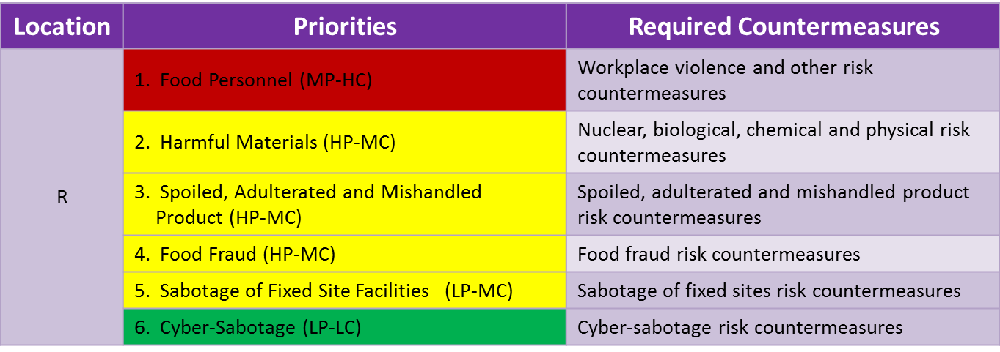 Location Priorities Required Countermeasures
R
1. Food Personnel (MP-HC)
Workplace violence and other risk
countermeasures
2. Harmful Materials (HP-MC)
Nuclear, biological, chemical and physical risk
countermeasures
3. Spoiled, Adulterated and Mishandled
Product (HP-MC)
Spoiled, adulterated and mishandled product
risk countermeasures
4. Food Fraud (HP-MC)
Food fraud risk countermeasures
5. Sabotage of Fixed Site Facilities (LP-MC)
Sabotage of fixed sites risk countermeasures
6. Cyber-Sabotage (LP-LC)
Cyber-sabotage risk countermeasures